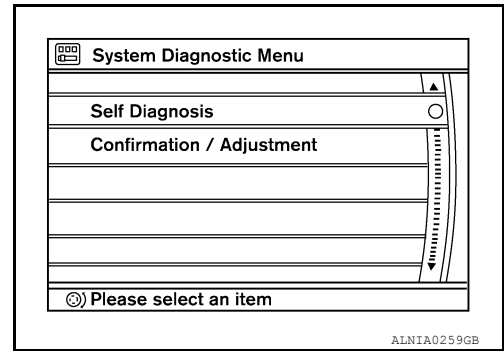 System Diagnostic Menu
Self Diagnosis
Confirmation / Adjustment
Please select an item
ALNIA0259GB